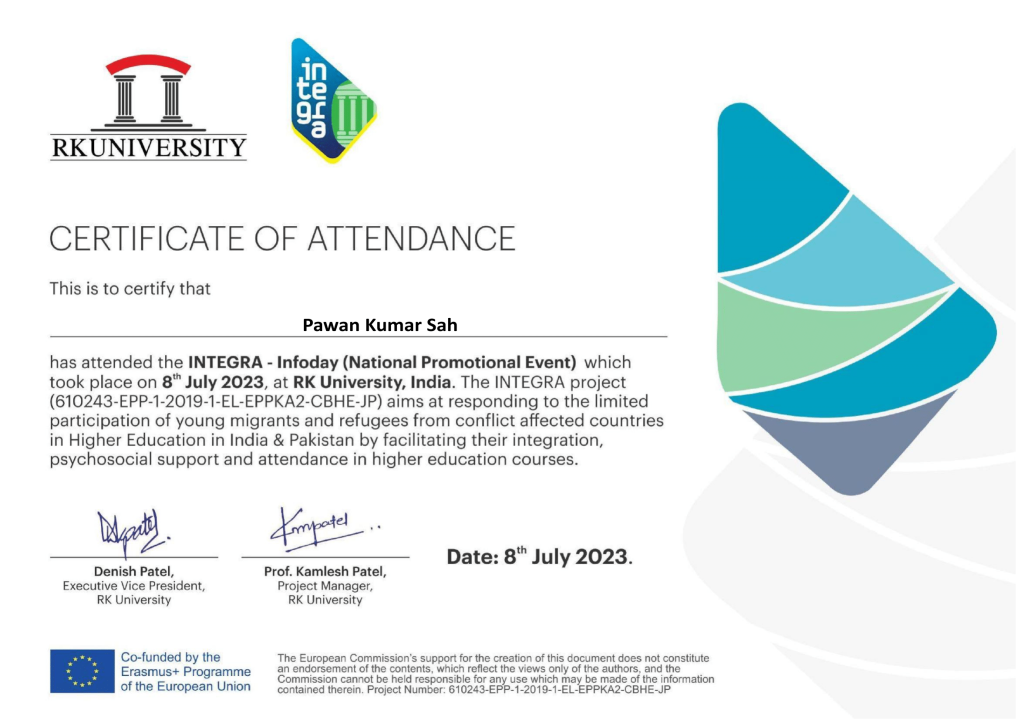 RKUNIVERSITY
in
te
gr
a
CERTIFICATE OF ATTENDANCE
This is to certify that
Pawan Kumar Sah
has attended the INTEGRA - Infoday (National Promotional Event) which
took place on 8th July 2023, at RK University, India. The INTEGRA project
(610243-EPP-1-2019-1-EL-EPPKA2-CBHE-JP) aims at responding to the limited
participation of young migrants and refugees from conflict affected countries
in Higher Education in India & Pakistan by facilitating their integration,
psychosocial support and attendance in higher education courses.
Kmpatel ..
Date: 8th July 2023.
Denish Patel,
Executive Vice President,
RK University
Prof. Kamlesh Patel,
Project Manager,
RK University
Co-funded by the
Erasmus+ Programme
of the European Union
The European Commission's support for the creation of this document does not constitute
an endorsement of the contents, which reflect the views only of the authors, and the
Commission cannot be held responsible for any use which may be made of the information
contained therein. Project Number: 610243-EPP-1-2019-1-EL-EPPKA2-CBHE-JP